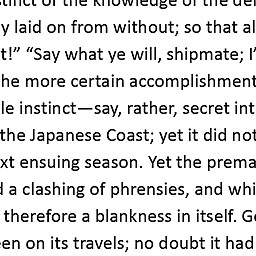 stinct of the knowledge of the de
y laid on from without; so that al
t!” “Say what ye will, shipmate; I’
he more certain accomplishment
le instinct—say, rather, secret int
the Japanese Coast; yet it did not
xt ensuing season. Yet the prema
d a clashing of phrensies, and whi
therefore a blankness in itself. G
en on its travels; no doubt it had